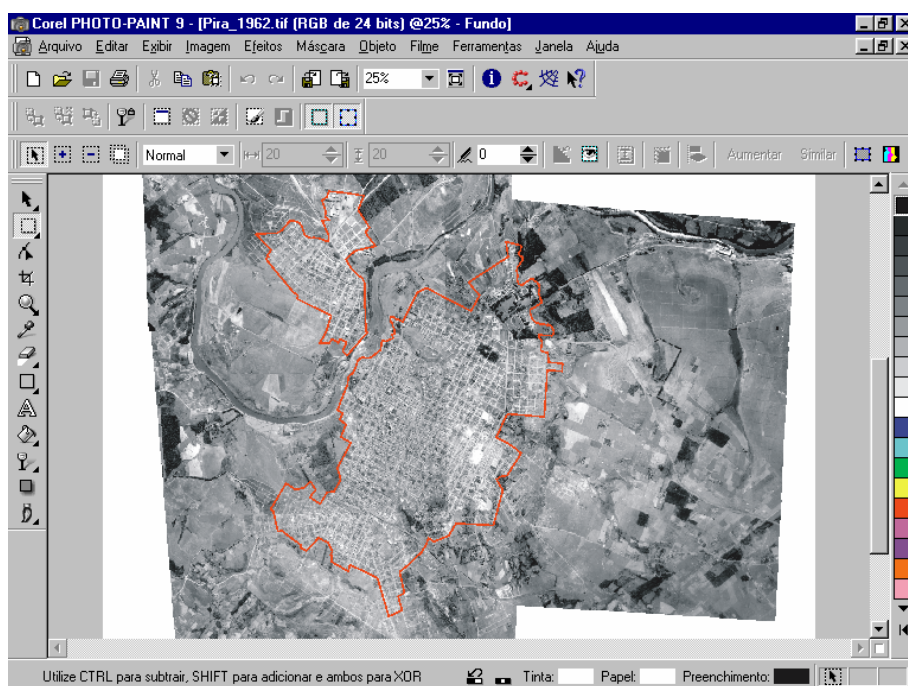 Corel PHOTO-PAINT 9 - [Pira_1962.tif (RGB de 24 bits) @25% - Fundo]
Arquivo Editar Exibir Imagem Efeitos Máscara Objeto Filme Ferramentas Janela Ajuda
25%
Normal 20 20 0 Aumentar Similar
Utilize CTRL para subtrair, SHIFT para adicionar e ambos para XOR Tinta: Papel: Preenchimento: